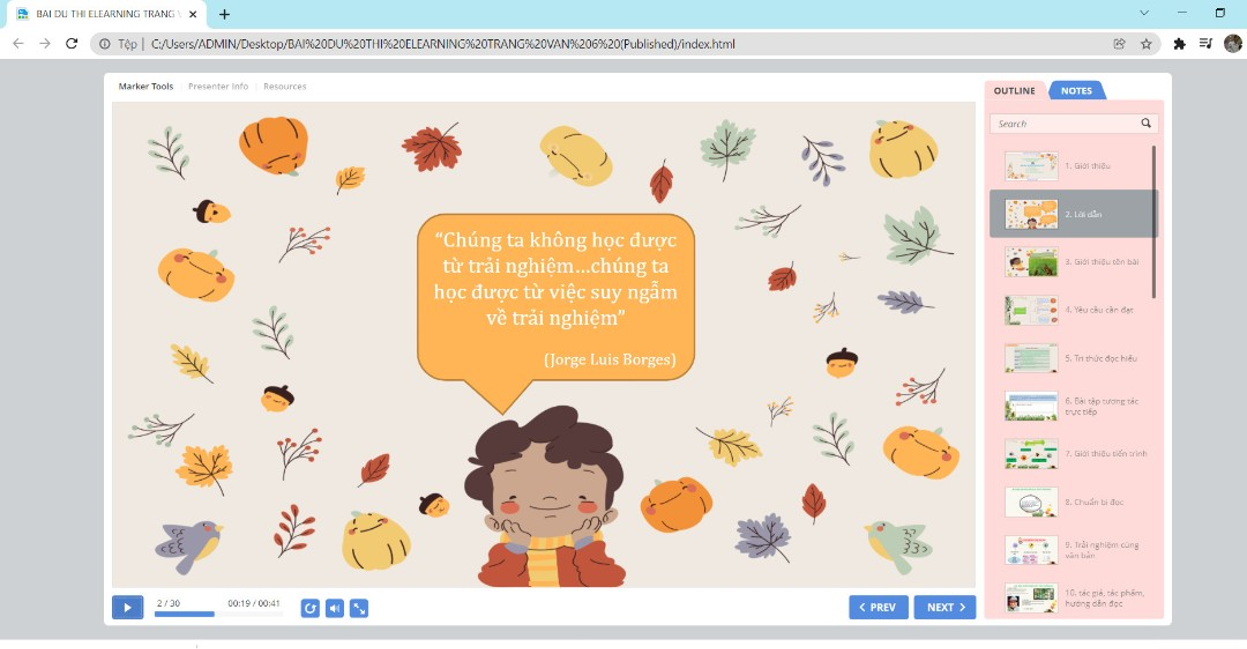 BAI DU THI ELEARNING TRANG V
Tệp | C:/Users/ADMIN/Desktop/BAI%20DU%20THI%20ELEARNING%20TRANG%20VAN%206%20(Published)/index.html
Marker Tools Presenter Info Resources
“Chúng ta không học được
từ trải nghiệm...chúng ta
học được từ việc suy ngẫm
về trải nghiệm”
(Jorge Luis Borges)
2 / 30 00:19 / 00:41
PREV NEXT
OUTLINE NOTES
Search
1. Giới thiệu
2. Lời dẫn
3. Giới thiệu tên bài
4. Yêu cầu cần đạt
5. Tri thức đọc hiểu
6. Bài tập tương tác
trực tiếp
7. Giới thiệu tiến trình
8. Chuẩn bị đọc
9. Trải nghiệm cùng
văn bản
10. tác giả, tác phẩm,
hướng dẫn đọc